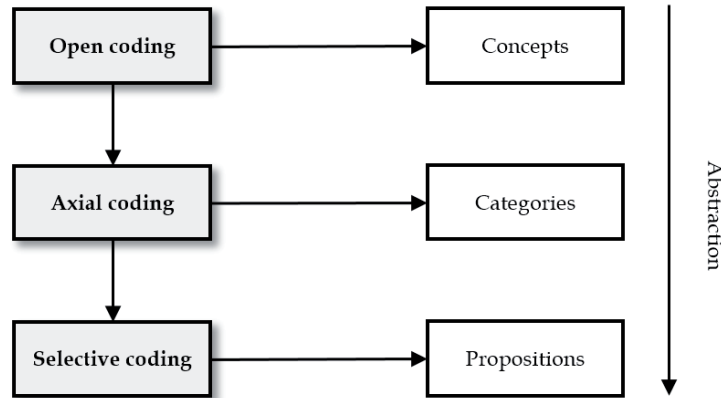 Open coding
Concepts
Axial coding
Categories
Selective coding
Propositions
Abstraction